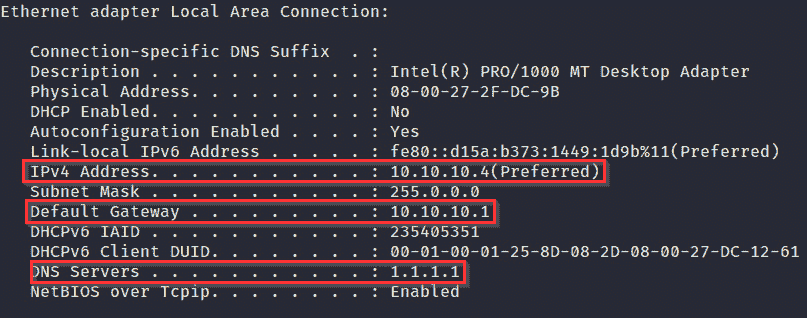 Ethernet adapter Local Area Connection:
Connection-specific DNS Suffix  . :
Description . . . . . . . . . . . : Intel(R) PRO/1000 MT Desktop Adapter
Physical Address. . . . . . . . . : 08-00-27-2F-DC-9B
DHCP Enabled. . . . . . . . . . . : No
Autoconfiguration Enabled . . . . : Yes
Link-local IPv6 Address . . . . . : fe80::d15a:b373:1449:1d9b%11(Preferred)
IPv4 Address. . . . . . . . . . . : 10.10.10.4(Preferred)
Subnet Mask . . . . . . . . . . . : 255.0.0.0
Default Gateway . . . . . . . . . : 10.10.10.1
DHCPv6 IAID . . . . . . . . . . . : 235405351
DHCPv6 Client DUID. . . . . . . . : 00-01-00-01-25-8D-08-2D-08-00-27-DC-12-61
DNS Servers . . . . . . . . . . . : 1.1.1.1
NetBIOS over Tcpip. . . . . . . . : Enabled